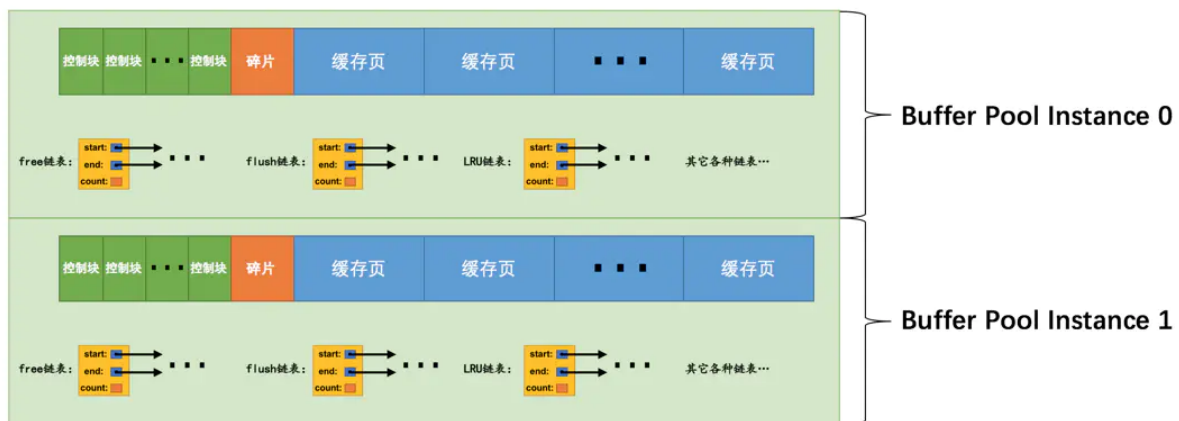 控制块 控制块 ··· 控制块 碎片 缓存页 缓存页 ··· 缓存页
Buffer Pool Instance 0
free链表: start: end: count: ···
flush链表: start: end: count: ···
LRU链表: start: end: count: ···
其它各种链表…
控制块 控制块 ··· 控制块 碎片 缓存页 缓存页 ··· 缓存页
Buffer Pool Instance 1
free链表: start: end: count: ···
flush链表: start: end: count: ···
LRU链表: start: end: count: ···
其它各种链表…